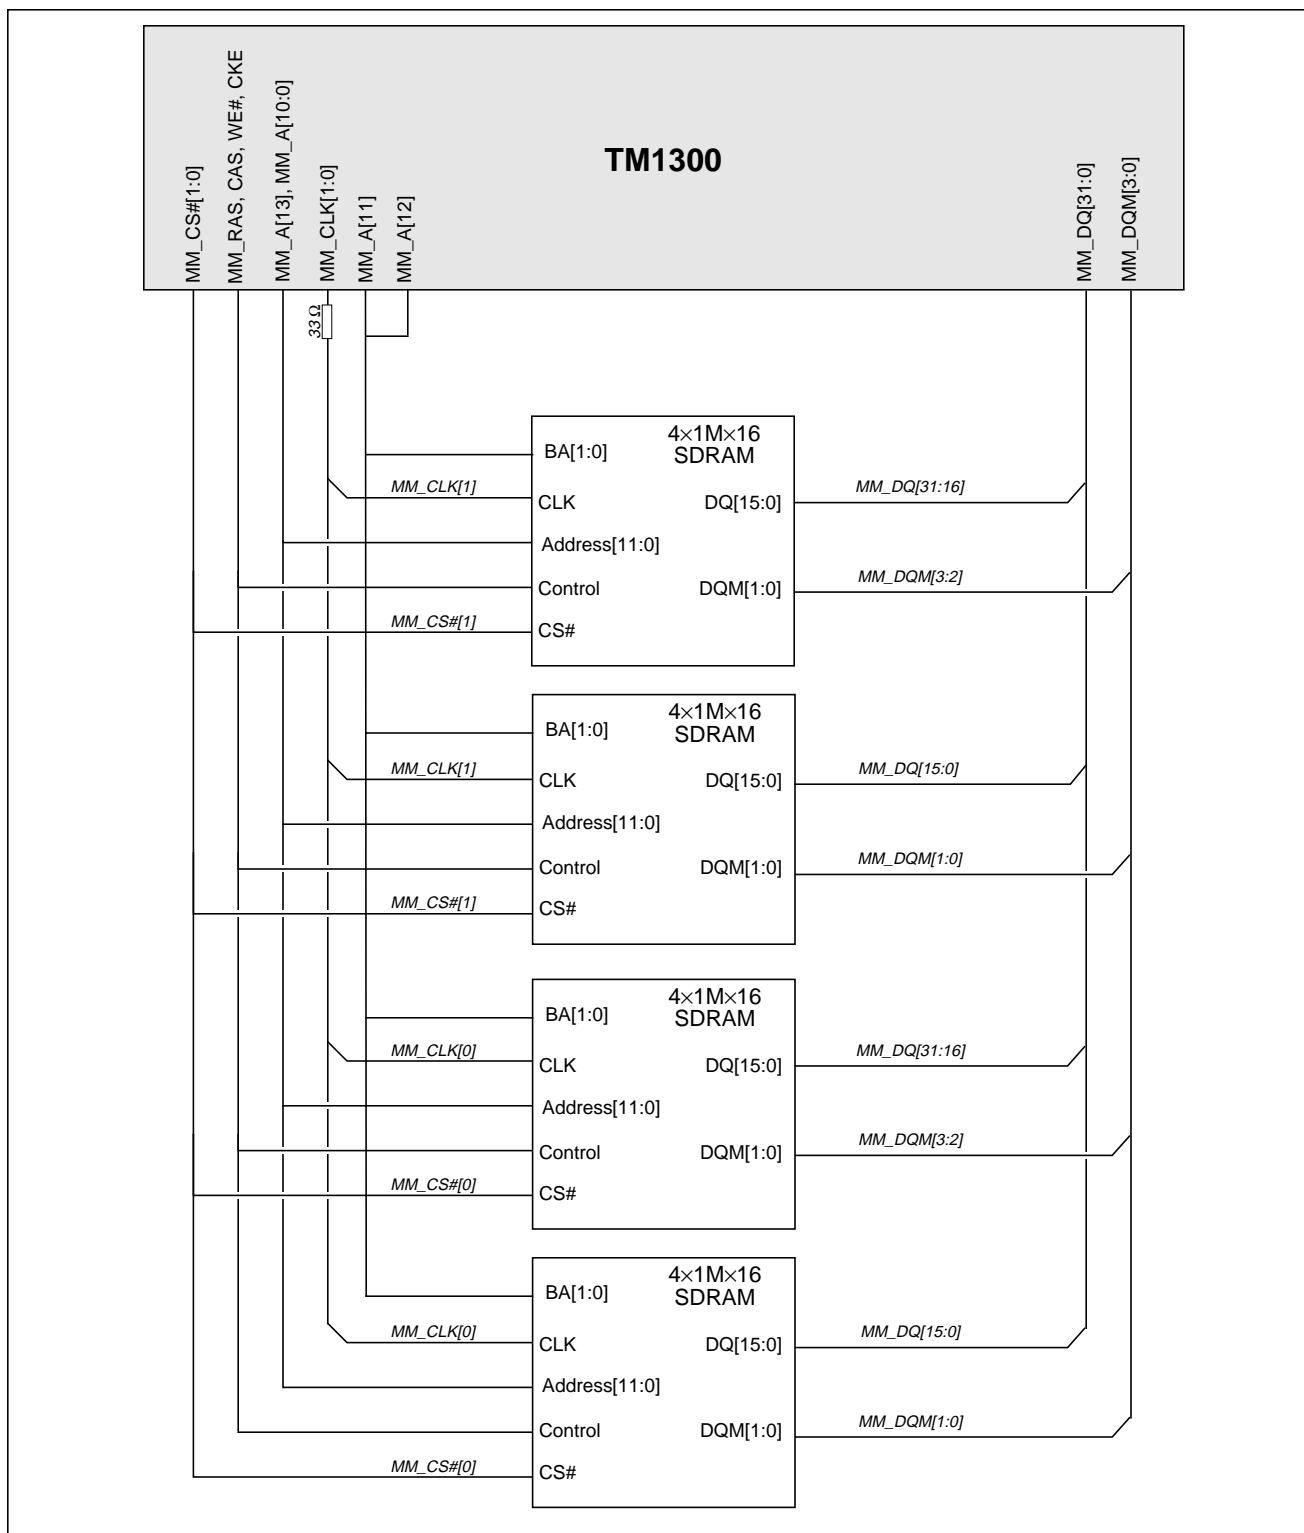 TM1300
MM_CS#[1:0]
MM_RAS, CAS, WE#, CKE
MM_A[13], MM_A[10:0]
MM_CLK[1:0]
MM_A[11]
MM_A[12]
MM_DQ[31:0]
MM_DQM[3:0]
33 Ω
4×1M×16
SDRAM
BA[1:0]
MM_CLK[1]
CLK
DQ[15:0]
MM_DQ[31:16]
Address[11:0]
Control
DQM[1:0]
MM_DQM[3:2]
MM_CS#[1]
CS#
4×1M×16
SDRAM
BA[1:0]
MM_CLK[1]
CLK
DQ[15:0]
MM_DQ[15:0]
Address[11:0]
Control
DQM[1:0]
MM_DQM[1:0]
MM_CS#[1]
CS#
4×1M×16
SDRAM
BA[1:0]
MM_CLK[0]
CLK
DQ[15:0]
MM_DQ[31:16]
Address[11:0]
Control
DQM[1:0]
MM_DQM[3:2]
MM_CS#[0]
CS#
4×1M×16
SDRAM
BA[1:0]
MM_CLK[0]
CLK
DQ[15:0]
MM_DQ[15:0]
Address[11:0]
Control
DQM[1:0]
MM_DQM[1:0]
MM_CS#[0]
CS#